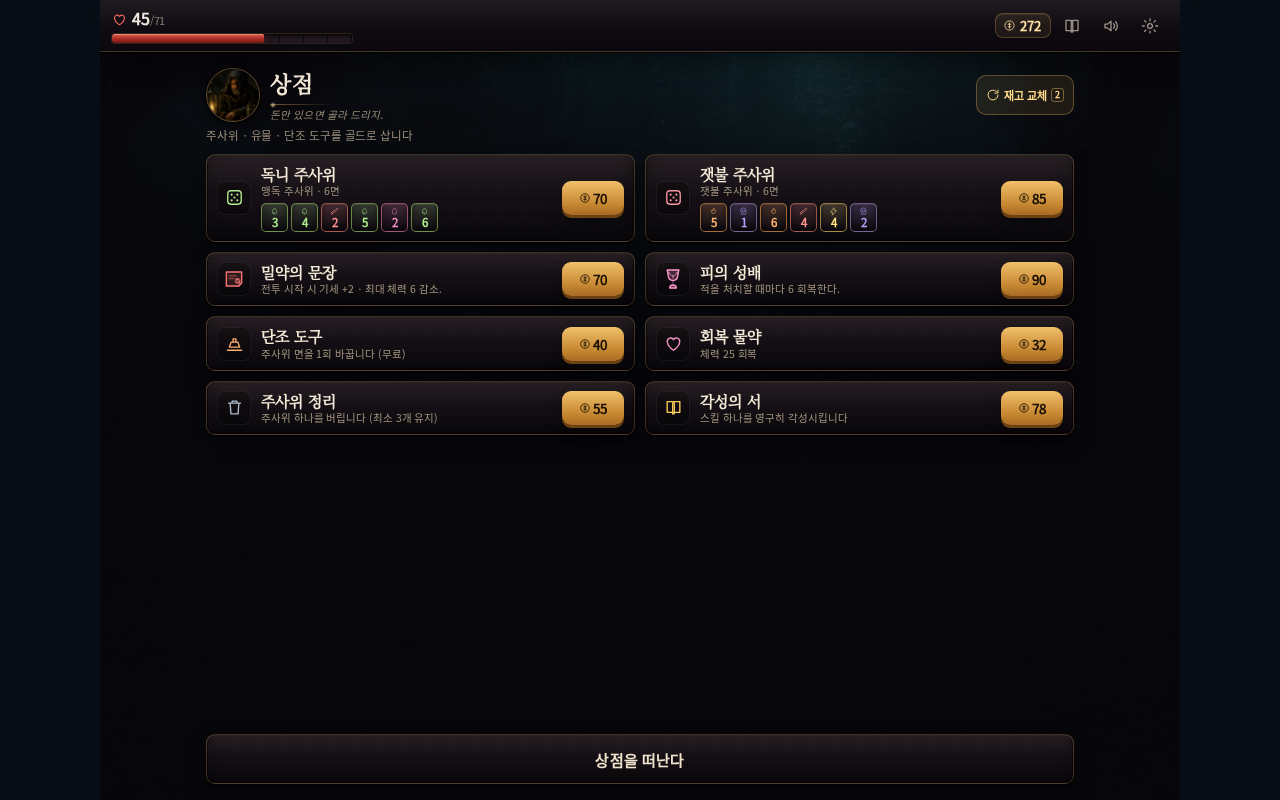 45/71
272
상점
돈만 있으면 골라 드리지.
재고 교체 2
주사위 · 유물 · 단조 도구를 골드로 삽니다
독니 주사위
맹독 주사위 · 6면
3 4 2 5 2 6
70
잿불 주사위
잿불 주사위 · 6면
5 1 6 4 4 2
85
밀약의 문장
전투 시작 시 기세 +2 · 최대 체력 6 감소.
70
피의 성배
적을 처치할 때마다 6 회복한다.
90
단조 도구
주사위 면을 1회 바꿉니다 (무료)
40
회복 물약
체력 25 회복
32
주사위 정리
주사위 하나를 버립니다 (최소 3개 유지)
55
각성의 서
스킬 하나를 영구히 각성시킵니다
78
상점을 떠난다